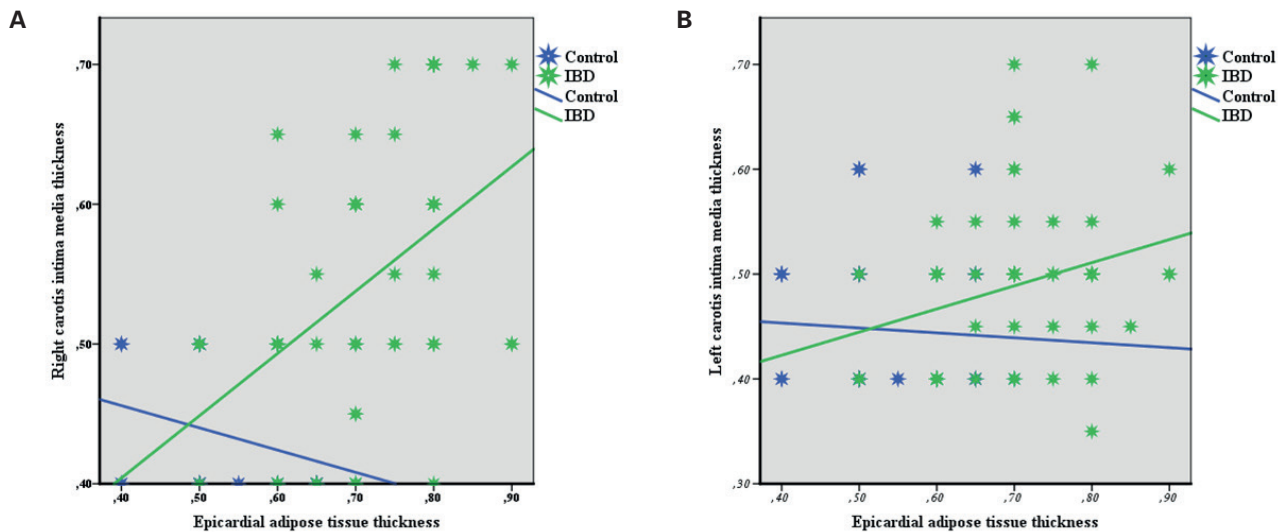 A
,70
,60
,50
,40
Right carotis intima media thickness
,40 ,50 ,60 ,70 ,80 ,90
Epicardial adipose tissue thickness
Control
IBD
Control
IBD
B
,70
,60
,50
,40
,30
Left carotis intima media thickness
,40 ,50 ,60 ,70 ,80 ,90
Epicardial adipose tissue thickness
Control
IBD
Control
IBD